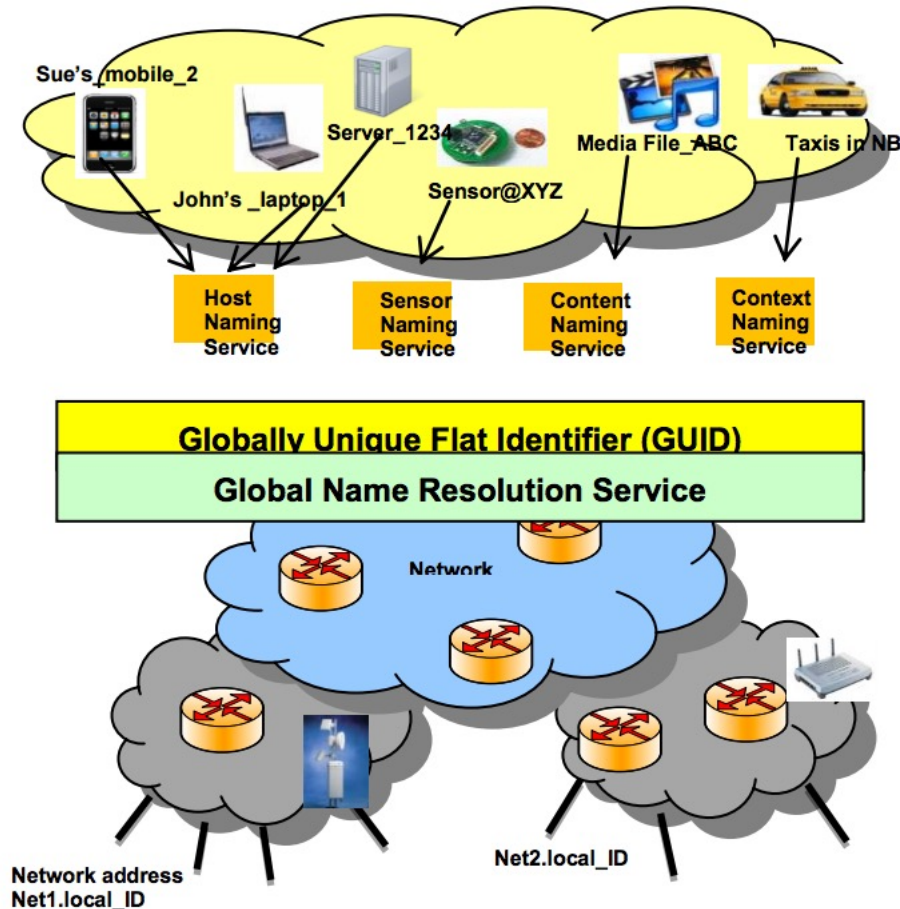 Sue's_mobile_2
Server_1234
Media File_ABC
Taxis in NB
John's _laptop_1
Sensor@XYZ
Host
Naming
Service
Sensor
Naming
Service
Content
Naming
Service
Context
Naming
Service
Globally Unique Flat Identifier (GUID)
Global Name Resolution Service
Network
Net2.local_ID
Network address
Net1.local_ID